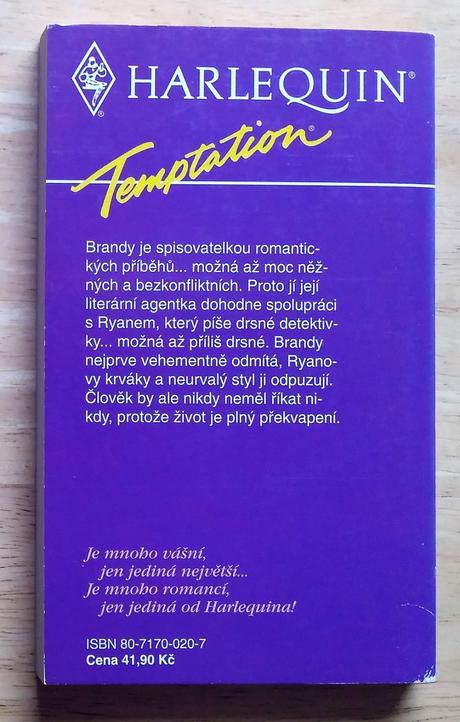 HARLEQUIN®
®
Temptation®
Brandy je spisovatelkou romantic-
kých příběhů... možná až moc něž-
ných a bezkonfliktních. Proto jí její
literární agentka dohodne spolupráci
s Ryanem, který píše drsné detektiv-
ky... možná až příliš drsné. Brandy
nejprve vehementně odmítá, Ryano-
vy krváky a neurvalý styl ji odpuzují.
Člověk by ale nikdy neměl říkat ni-
kdy, protože život je plný překvapení.
Je mnoho vášní,
jen jediná největší...
Je mnoho romancí,
jen jediná od Harlequina!
ISBN 80-7170-020-7
Cena 41,90 Kč